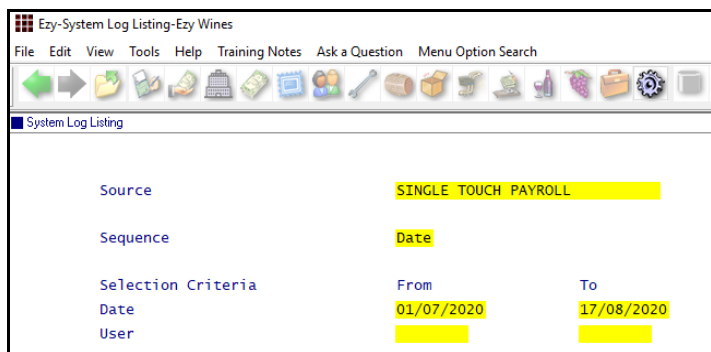 Ezy-System Log Listing-Ezy Wines
File Edit View Tools Help Training Notes Ask a Question Menu Option Search
System Log Listing
Source SINGLE TOUCH PAYROLL
Sequence Date
Selection Criteria From To
Date 01/07/2020 17/08/2020
User